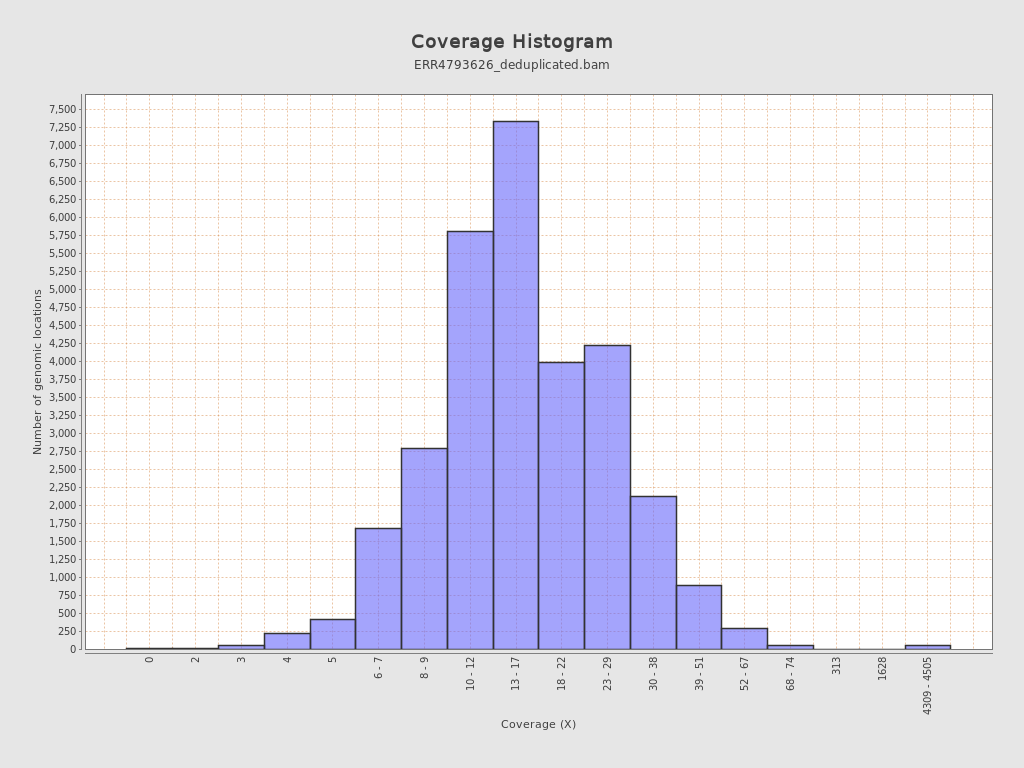 Coverage Histogram
ERR4793626_deduplicated.bam
Number of genomic locations
7,500
7,250
7,000
6,750
6,500
6,250
6,000
5,750
5,500
5,250
5,000
4,750
4,500
4,250
4,000
3,750
3,500
3,250
3,000
2,750
2,500
2,250
2,000
1,750
1,500
1,250
1,000
750
500
250
0
0
2
3
4
5
6 - 7
8 - 9
10 - 12
13 - 17
18 - 22
23 - 29
30 - 38
39 - 51
52 - 67
68 - 74
313
1628
4309 - 4505
Coverage (X)